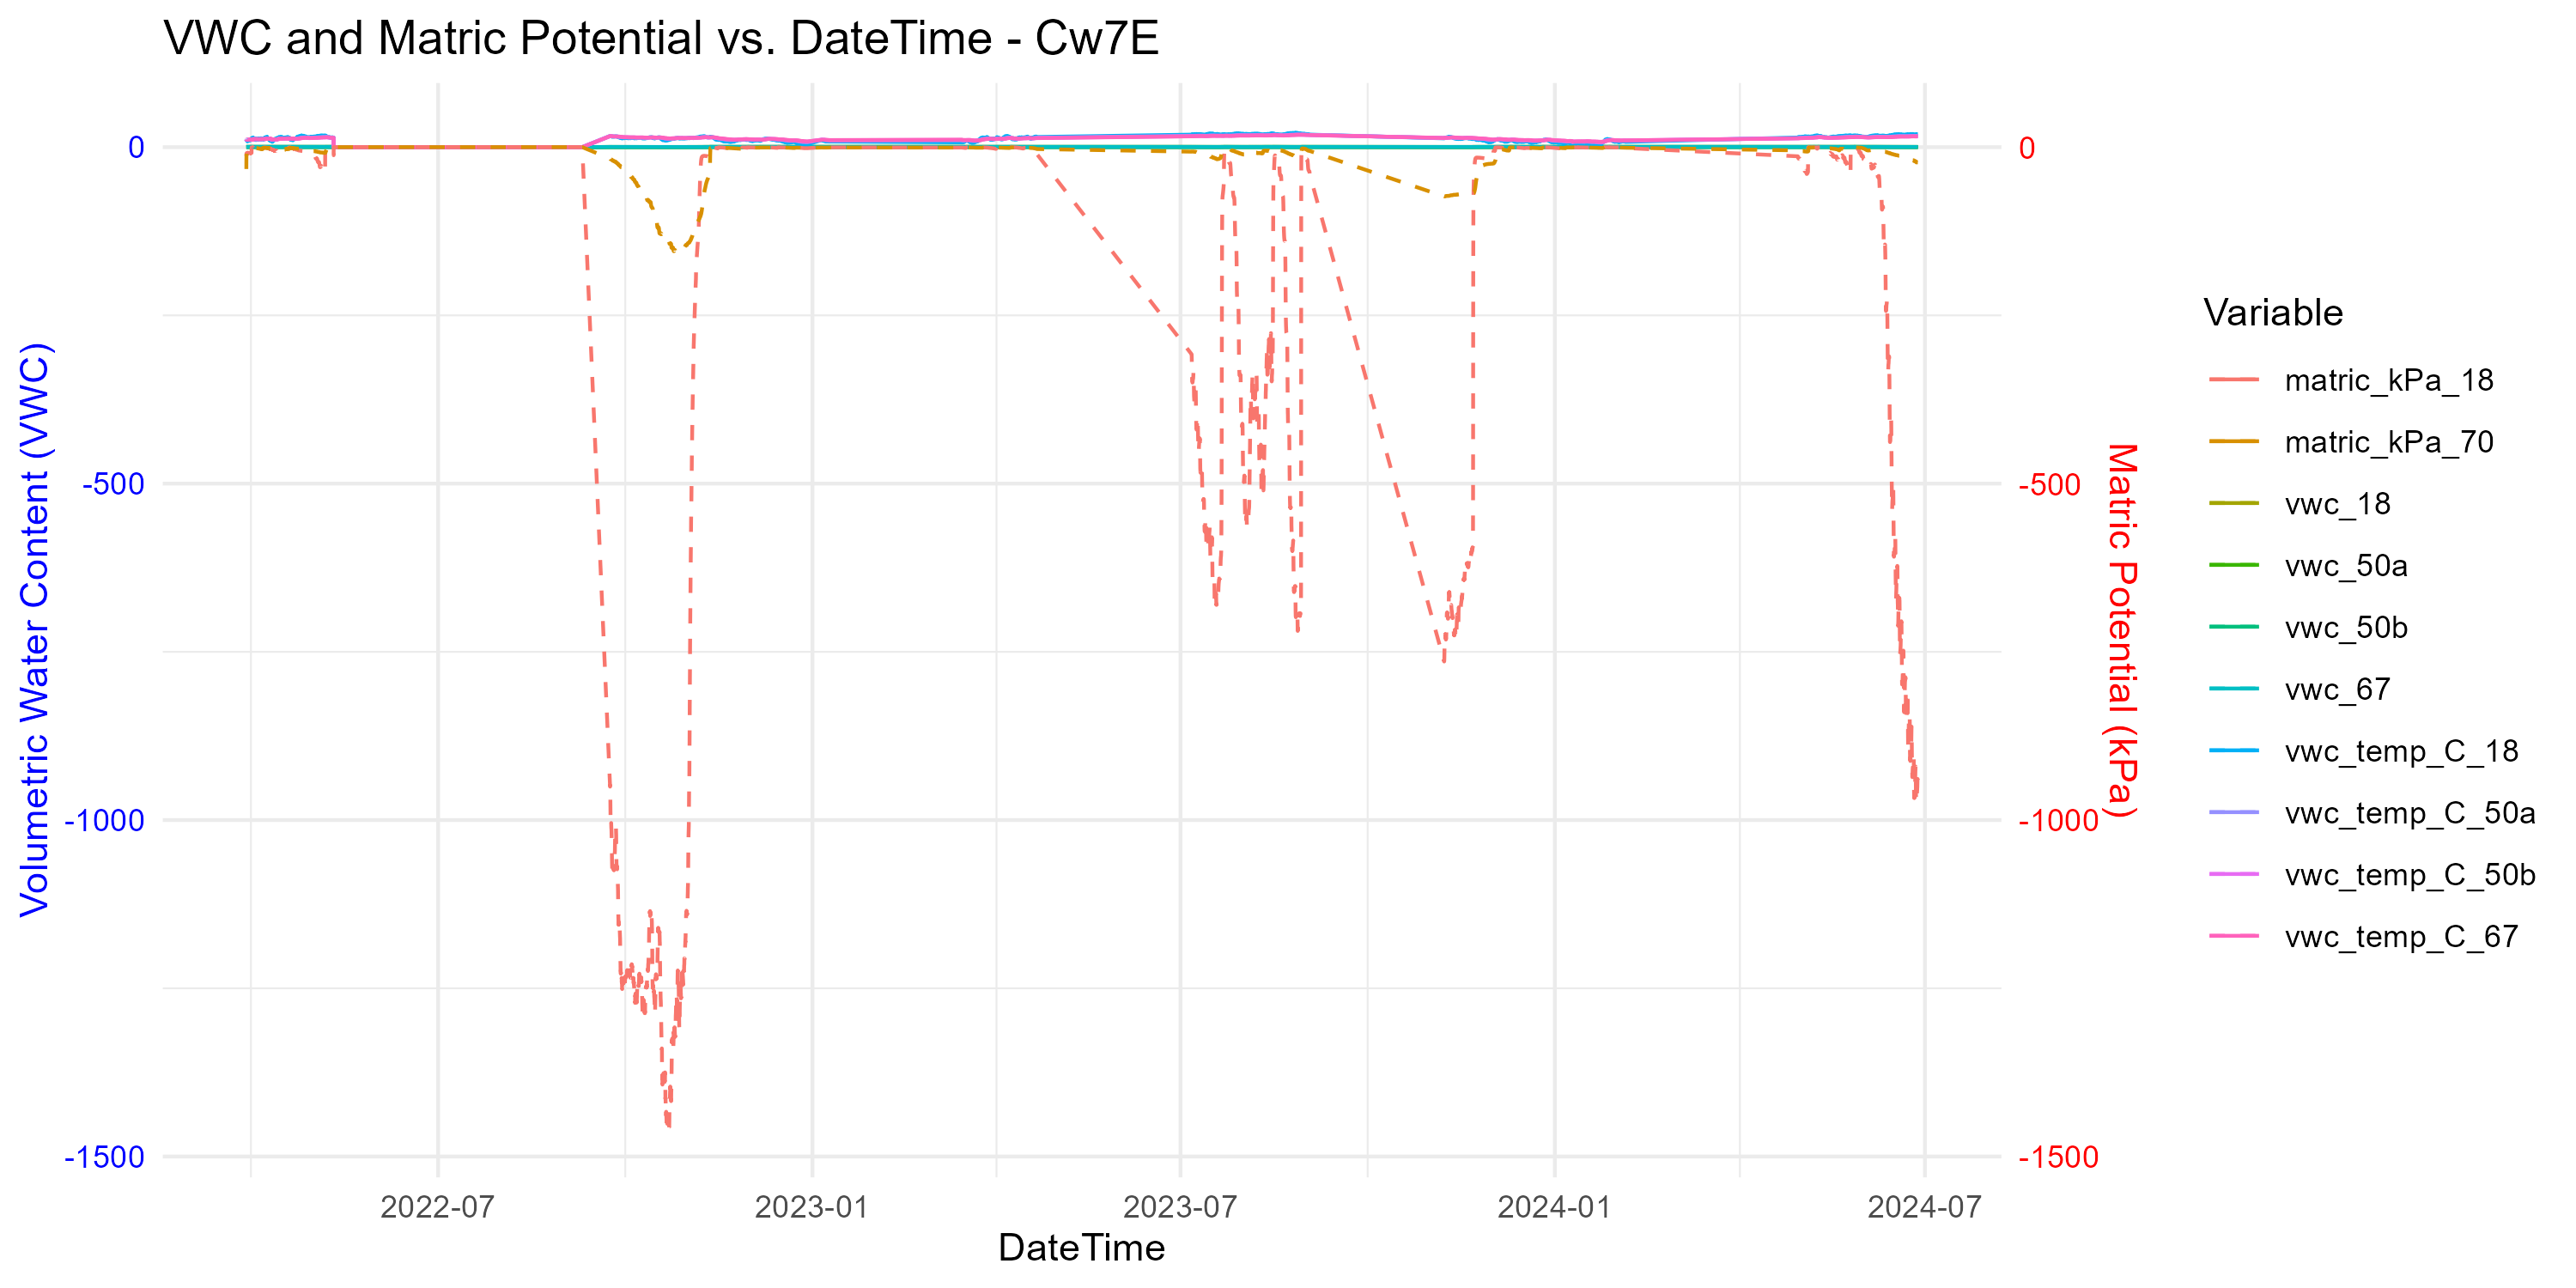 VWC and Matric Potential vs. DateTime - Cw7E
Volumetric Water Content (VWC)
0
-500
-1000
-1500
0
-500
-1000
-1500
Matric Potential (kPa)
2022-07
2023-01
2023-07
2024-01
2024-07
DateTime
Variable
matric_kPa_18
matric_kPa_70
vwc_18
vwc_50a
vwc_50b
vwc_67
vwc_temp_C_18
vwc_temp_C_50a
vwc_temp_C_50b
vwc_temp_C_67